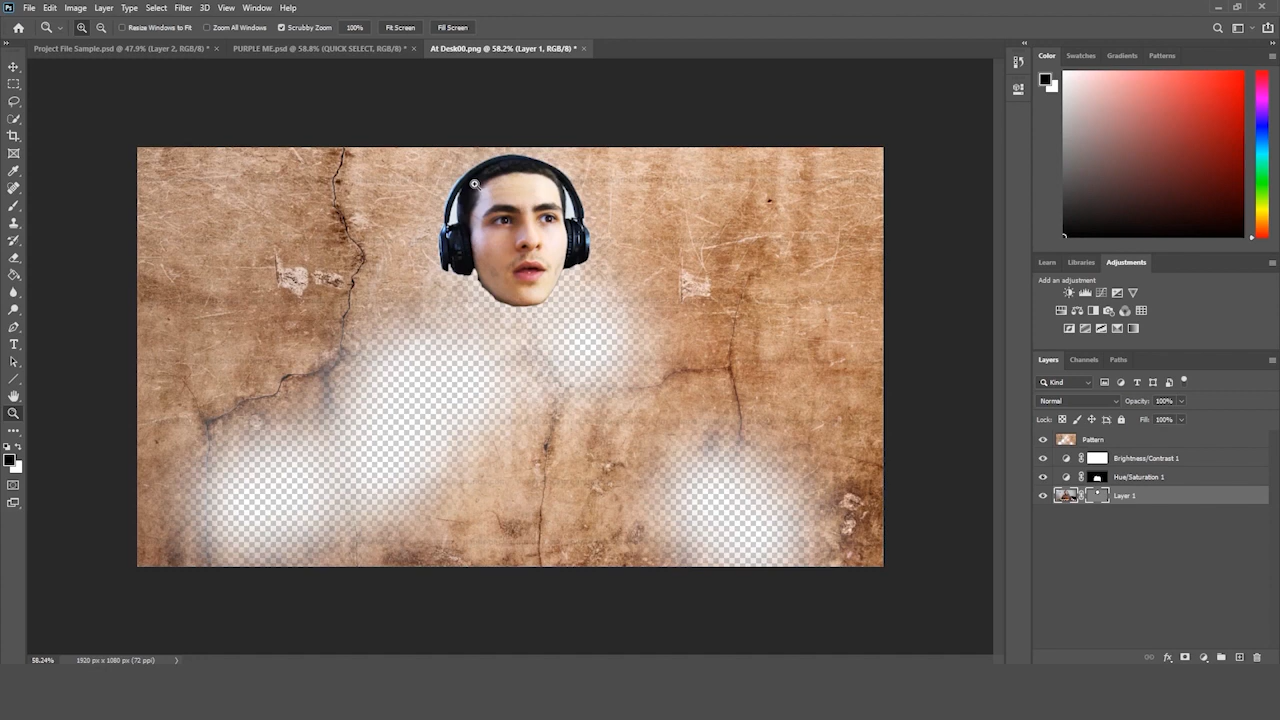 Ps File Edit Image Layer Type Select Filter 3D View Window Help
Resize Windows to Fit Zoom All Windows Scrubby Zoom 100% Fit Screen Fill Screen
Project File Sample.psd @ 47.9% (Layer 2, RGB/8) * × PURPLE ME.psd @ 58.8% (QUICK SELECT, RGB/8) * × At Desk00.png @ 58.2% (Layer 1, RGB/8) * ×
Color Swatches Gradients Patterns
Learn Libraries Adjustments
Add an adjustment
Layers Channels Paths
Kind
Normal Opacity: 100%
Lock: Fill: 100%
Pattern
Brightness/Contrast 1
Hue/Saturation 1
Layer 1
58.24% 1920 px x 1080 px (72 ppi)